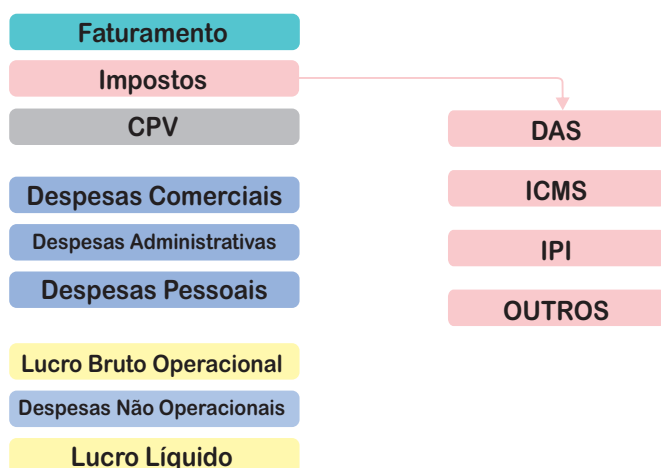 Faturamento
Impostos
CPV
Despesas Comerciais
Despesas Administrativas
Despesas Pessoais
Lucro Bruto Operacional
Despesas Não Operacionais
Lucro Líquido
DAS
ICMS
IPI
OUTROS